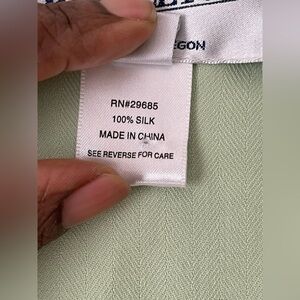 EGON
RN#29685
100% SILK
MADE IN CHINA
SEE REVERSE FOR CARE